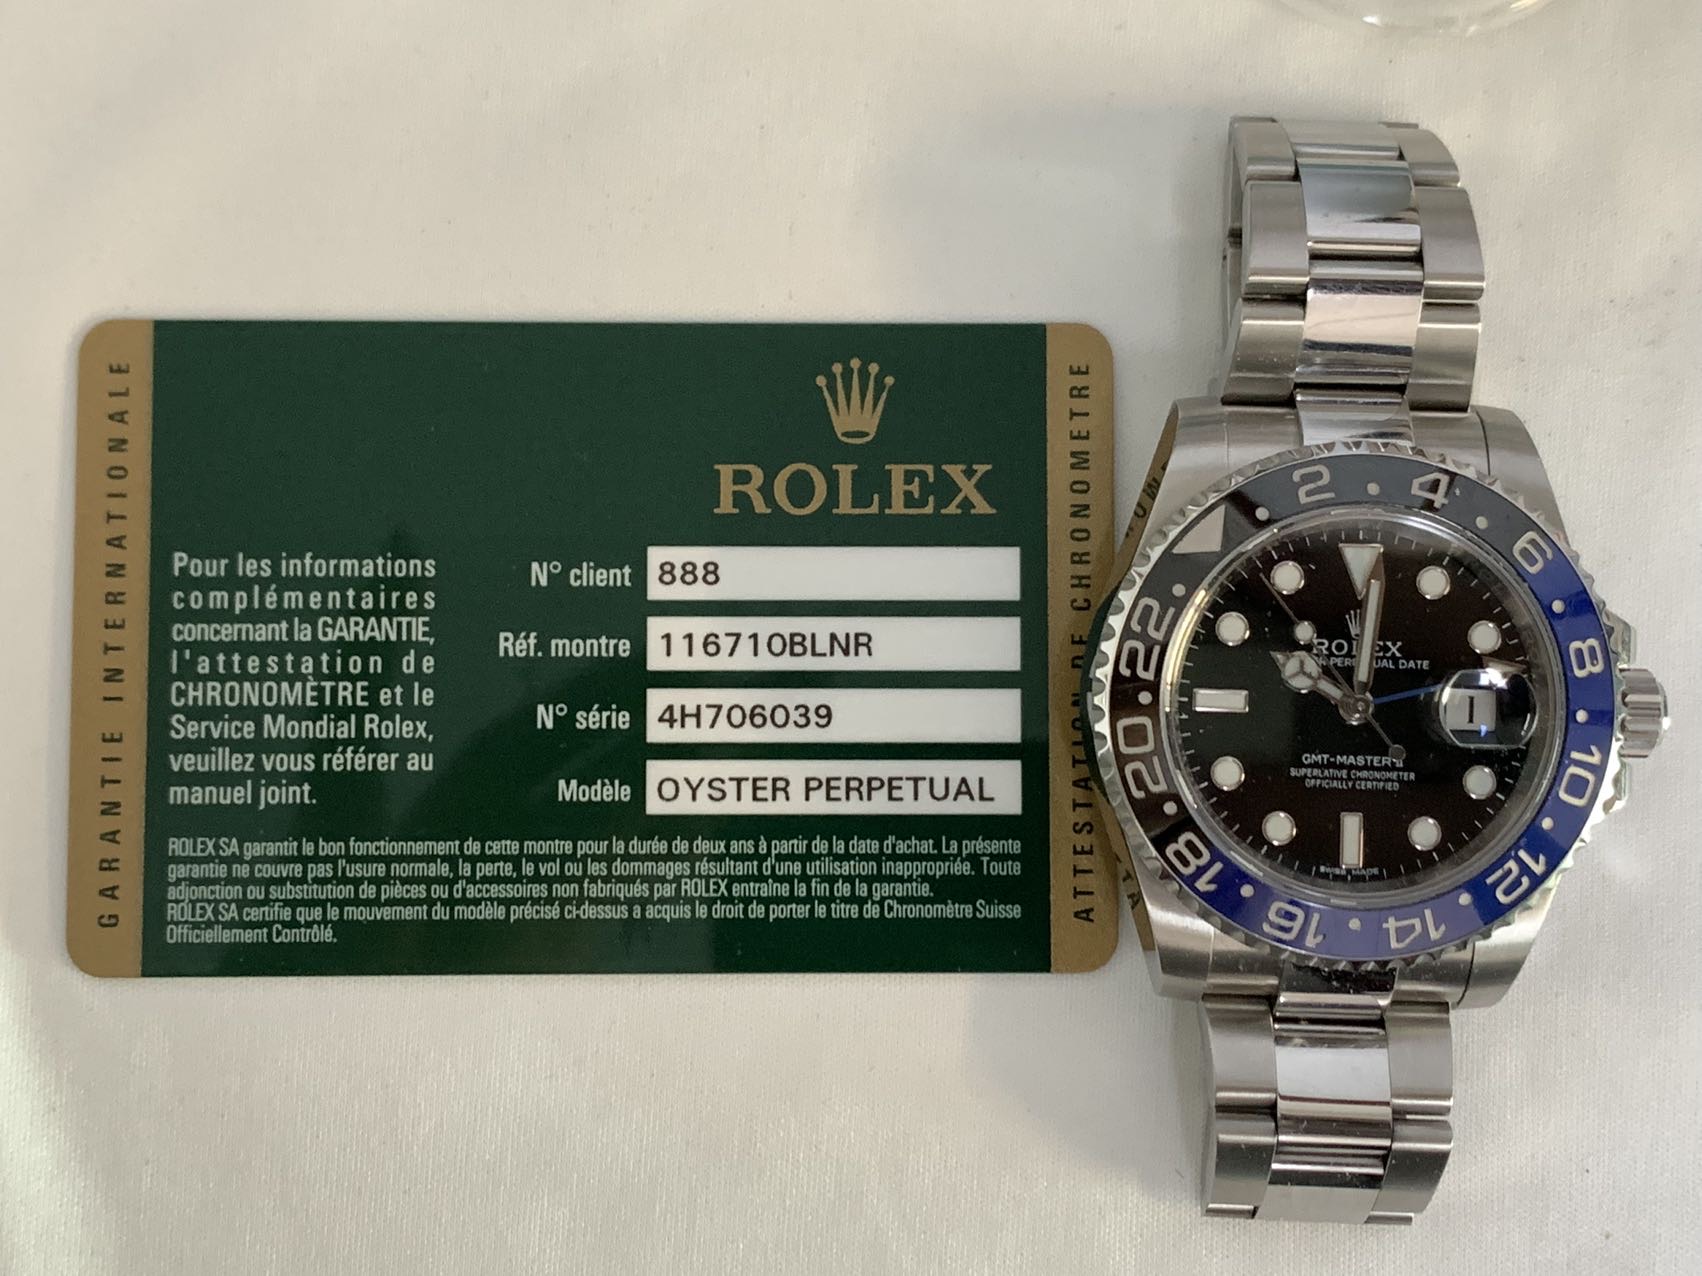 GARANTIE INTERNATIONALE
ROLEX
Pour les informations
complémentaires
concernant la GARANTIE,
l'attestation de
CHRONOMÈTRE et le
Service Mondial Rolex,
veuillez vous référer au
manuel joint.
N° client 888
Réf. montre 116710BLNR
N° série 4H706039
Modèle OYSTER PERPETUAL
ROLEX SA garantit le bon fonctionnement de cette montre pour la durée de deux ans à partir de la date d'achat. La présente
garantie ne couvre pas l'usure normale, la perte, le vol ou les dommages résultant d'une utilisation inappropriée. Toute
adjonction ou substitution de pièces ou d'accessoires non fabriqués par ROLEX entraîne la fin de la garantie.
ROLEX SA certifie que le mouvement du modèle précisé ci-dessus a acquis le droit de porter le titre de Chronomètre Suisse
Officiellement Contrôlé.
ATTESTATION DE CHRONOMETRE
2 4 6 8 10 12 14 16 18 20 22
ROLEX
PERPETUAL DATE
1
GMT-MASTER II
SUPERLATIVE CHRONOMETER
OFFICIALLY CERTIFIED
SWISS MADE